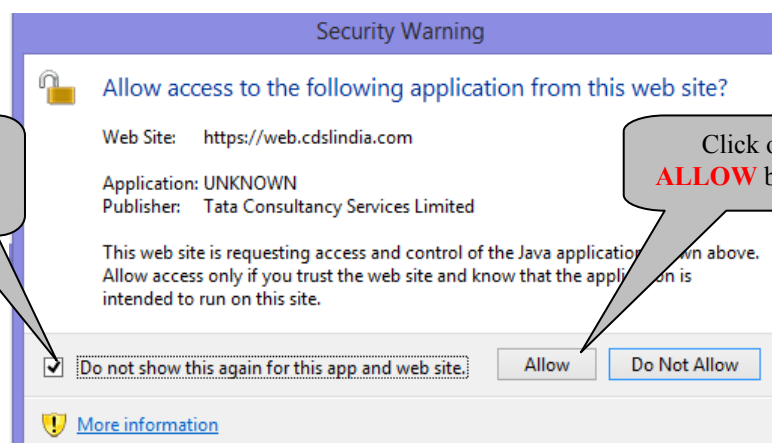 Security Warning
Allow access to the following application from this web site?
Web Site: https://web.cdslindia.com
Click
ALLOW
Application: UNKNOWN
Publisher: Tata Consultancy Services Limited
This web site is requesting access and control of the Java application above.
Allow access only if you trust the web site and know that the is
intended to run on this site.
Do not show this again for this app and web site.
Allow
Do Not Allow
More information